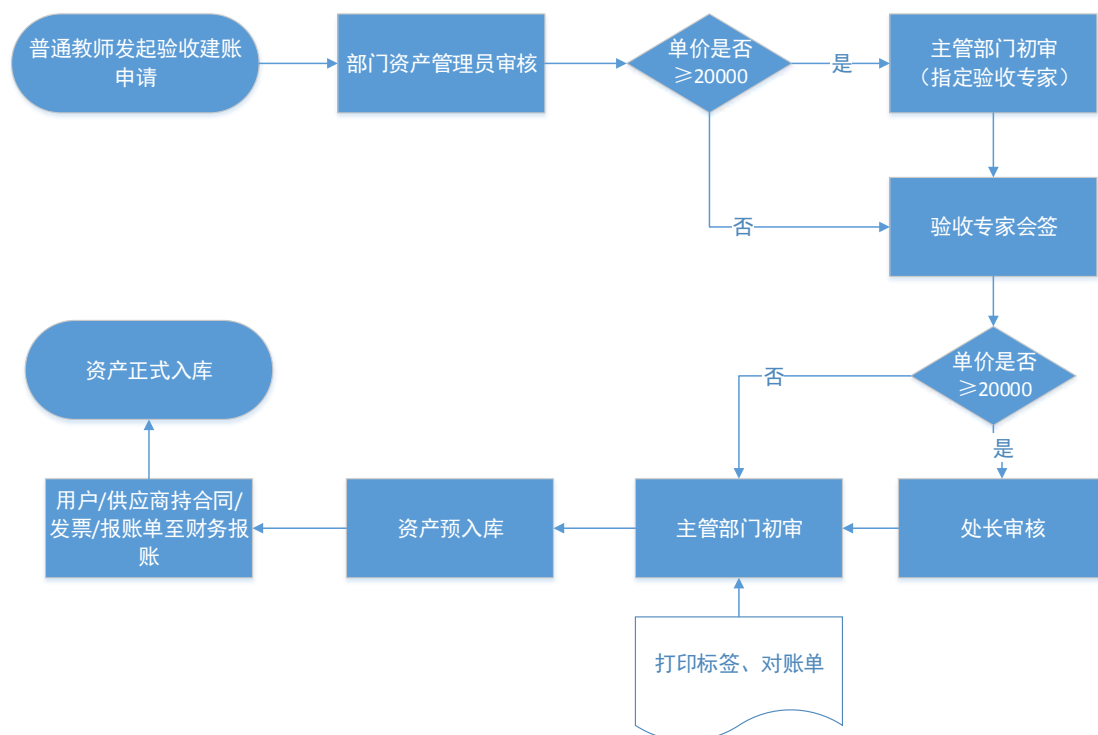 普通教师发起验收建账
申请
部门资产管理员审核
单价是否
≥20000
是
主管部门初审
（指定验收专家）
否
验收专家会签
资产正式入库
否
单价是否
≥20000
是
用户/供应商持合同/
发票/报账单至财务报
账
资产预入库
主管部门初审
处长审核
打印标签、对账单